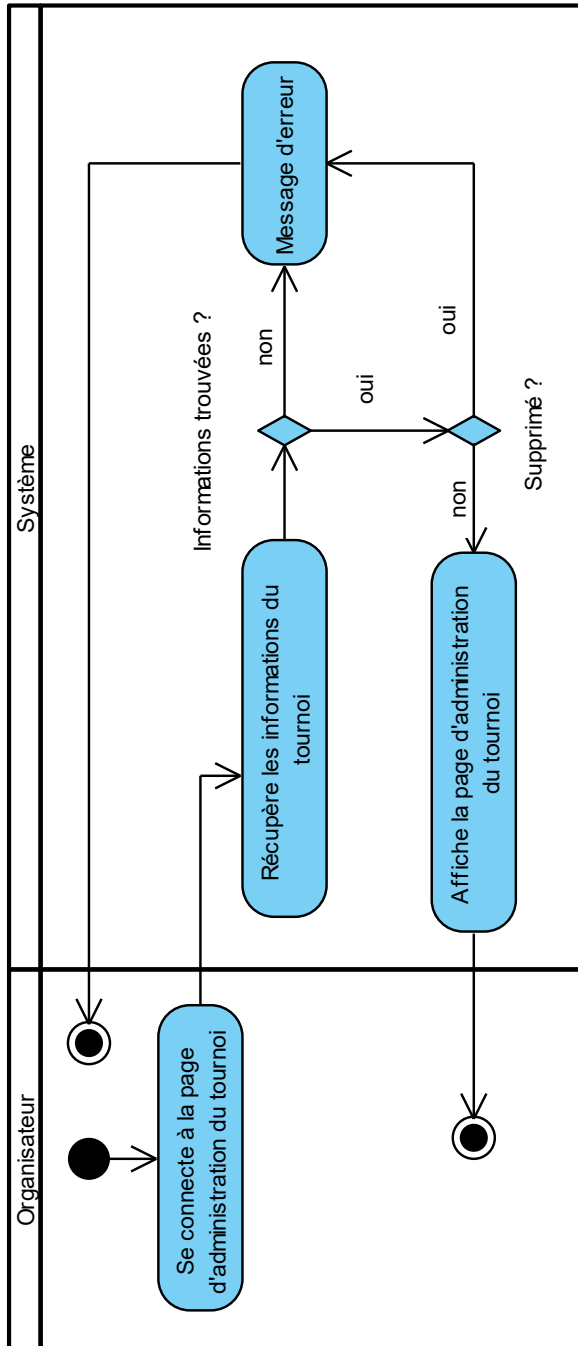 Organisateur
Système
Se connecte à la page
d'administration du tournoi
Récupère les informations du
tournoi
Informations trouvées ?
non
Message d'erreur
oui
Supprimé ?
oui
non
Affiche la page d'administration
du tournoi